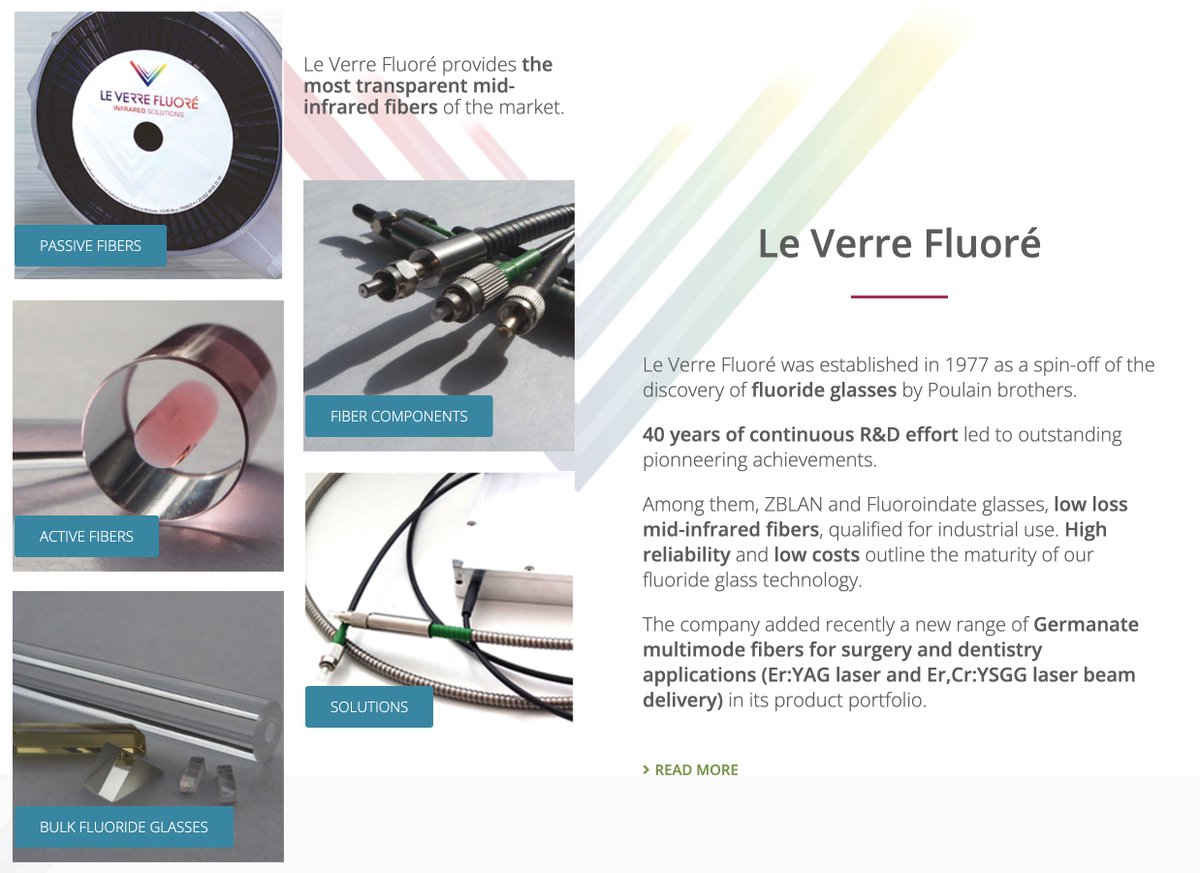 LE VERRE FLUORÉ
INFRARED SOLUTIONS
PASSIVE FIBERS
ACTIVE FIBERS
BULK FLUORIDE GLASSES
Le Verre Fluoré provides the
most transparent mid-
infrared fibers of the market.
FIBER COMPONENTS
SOLUTIONS
Le Verre Fluoré
Le Verre Fluoré was established in 1977 as a spin-off of the
discovery of fluoride glasses by Poulain brothers.
40 years of continuous R&D effort led to outstanding
pionneering achievements.
Among them, ZBLAN and Fluoroindate glasses, low loss
mid-infrared fibers, qualified for industrial use. High
reliability and low costs outline the maturity of our
fluoride glass technology.
The company added recently a new range of Germanate
multimode fibers for surgery and dentistry
applications (Er:YAG laser and Er,Cr:YSGG laser beam
delivery) in its product portfolio.
> READ MORE